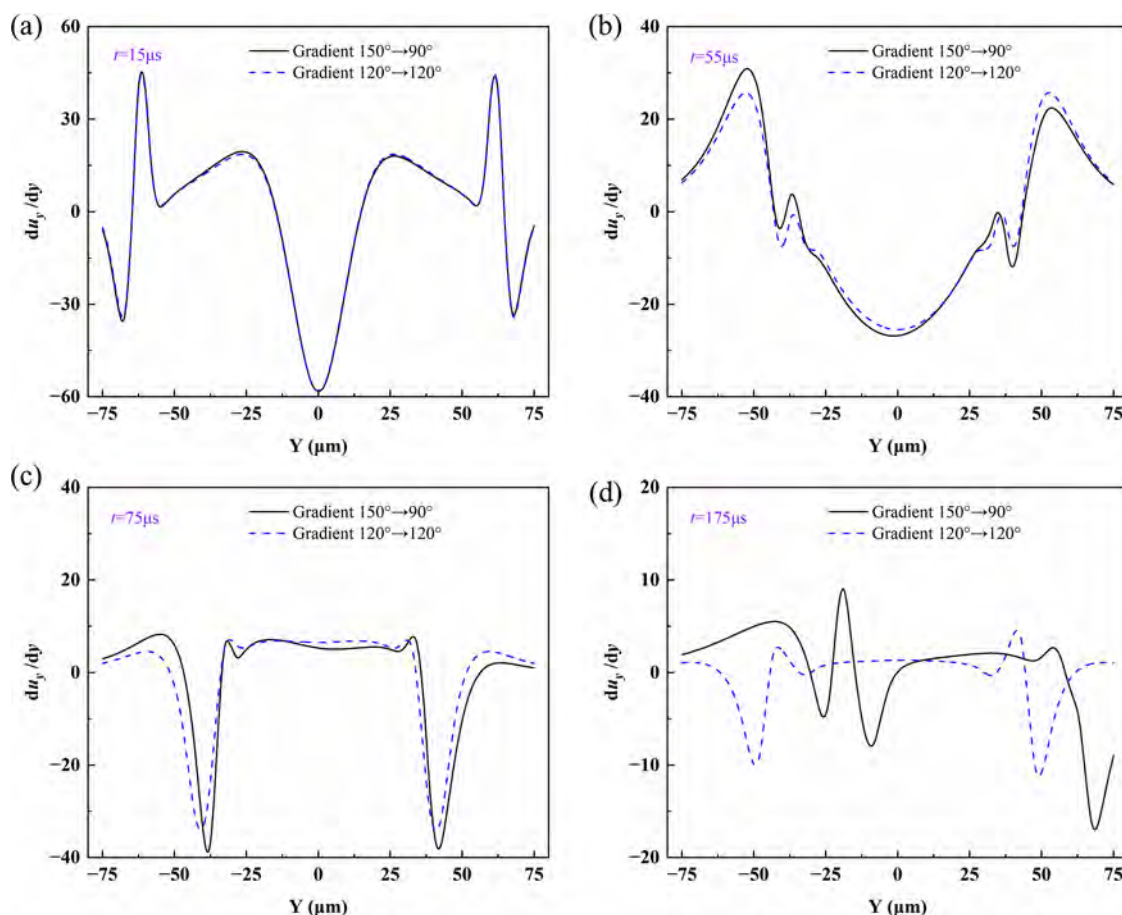 (a)
60
30
0
−30
−60
du_y/dy
t=15μs
Gradient 150°→90°
Gradient 120°→120°
−75 −50 −25 0 25 50 75
Y (μm)
(b)
40
20
0
−20
−40
du_y/dy
t=55μs
Gradient 150°→90°
Gradient 120°→120°
−75 −50 −25 0 25 50 75
Y (μm)
(c)
40
20
0
−20
−40
du_y/dy
t=75μs
Gradient 150°→90°
Gradient 120°→120°
−75 −50 −25 0 25 50 75
Y (μm)
(d)
20
10
0
−10
−20
du_y/dy
t=175μs
Gradient 150°→90°
Gradient 120°→120°
−75 −50 −25 0 25 50 75
Y (μm)